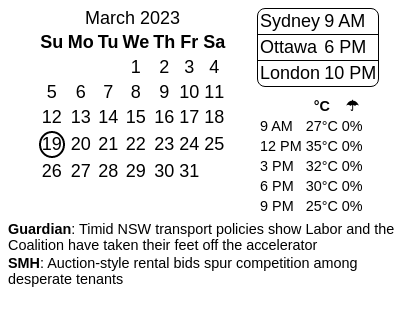 March 2023
Su Mo Tu We Th Fr Sa
1 2 3 4
5 6 7 8 9 10 11
12 13 14 15 16 17 18
19 20 21 22 23 24 25
26 27 28 29 30 31
Sydney 9 AM
Ottawa 6 PM
London 10 PM
°C ☂
9 AM 27°C 0%
12 PM 35°C 0%
3 PM 32°C 0%
6 PM 30°C 0%
9 PM 25°C 0%
Guardian: Timid NSW transport policies show Labor and the
Coalition have taken their feet off the accelerator
SMH: Auction-style rental bids spur competition among
desperate tenants